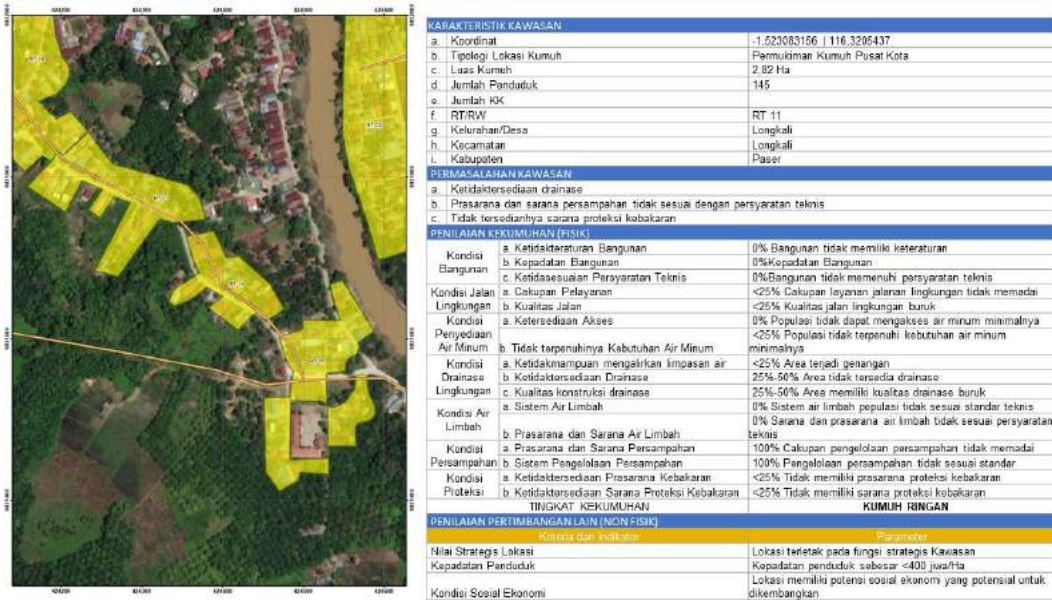 KARAKTERISTIK KAWASAN
a. Koordinat -1,523083156 | 116,3205437
b. Tipologi Lokasi Kumuh Permukiman Kumuh Pusat Kota
c. Luas Kumuh 2,82 Ha
d. Jumlah Penduduk 145
e. Jumlah KK
f. RT/RW RT 11
g. Kelurahan/Desa Longkali
h. Kecamatan Longkali
i. Kabupaten Paser
PERMASALAHAN KAWASAN
a. Ketidaktersediaan drainase
b. Prasarana dan sarana persampahan tidak sesuai dengan persyaratan teknis
c. Tidak tersedianhya sarana proteksi kebakaran
PENILAIAN KEKUMUHAN (FISIK)
Kondisi Bangunan
a. Ketidakteraturan Bangunan 0% Bangunan tidak memiliki keteraturan
b. Kepadatan Bangunan 0%Kepadatan Bangunan
c. Ketidasesuaian Persyaratan Teknis 0%Bangunan tidak memenuhi persyaratan teknis
Kondisi Jalan Lingkungan
a. Cakupan Pelayanan <25% Cakupan layanan jalanan lingkungan tidak memadai
b. Kualitas Jalan <25% Kualitas jalan lingkungan buruk
Kondisi Penyediaan Air Minum
a. Ketersediaan Akses 0% Populasi tidak dapat mengakses air minum minimalnya
b. Tidak terpenuhinya Kebutuhan Air Minum <25% Populasi tidak terpenuhi kebutuhan air minum minimalnya
Kondisi Drainase Lingkungan
a. Ketidakmampuan mengalirkan limpasan air <25% Area terjadi genangan
b. Ketidaktersediaan Drainase 25%-50% Area tidak tersedia drainase
c. Kualitas konstruksi drainase 25%-50% Area memiliki kualitas drainase buruk
Kondisi Air Limbah
a. Sistem Air Limbah 0% Sistem air limbah populasi tidak sesuai standar teknis
b. Prasarana dan Sarana Air Limbah 0% Sarana dan prasarana air limbah tidak sesuai persyaratan teknis
Kondisi Persampahan
a. Prasarana dan Sarana Persampahan 100% Cakupan pengelolaan persampahan tidak memadai
b. Sistem Pengelolaan Persampahan 100% Pengelolaan persampahan tidak sesuai standar
Kondisi Proteksi
a. Ketidaktersediaan Prasarana Kebakaran <25% Tidak memiliki prasarana proteksi kebakaran
b. Ketidaktersediaan Sarana Proteksi Kebakaran <25% Tidak memiliki sarana proteksi kebakaran
TINGKAT KEKUMUHAN KUMUH RINGAN
PENILAIAN PERTIMBANGAN LAIN (NON FISIK)
Kriteria dan Indikator Parameter
Nilai Strategis Lokasi Lokasi terletak pada fungsi strategis Kawasan
Kepadatan Penduduk Kepadatan penduduk sebesar <400 jiwa/Ha
Kondisi Sosial Ekonomi Lokasi memiliki potensi sosial ekonomi yang potensial untuk dikembangkan